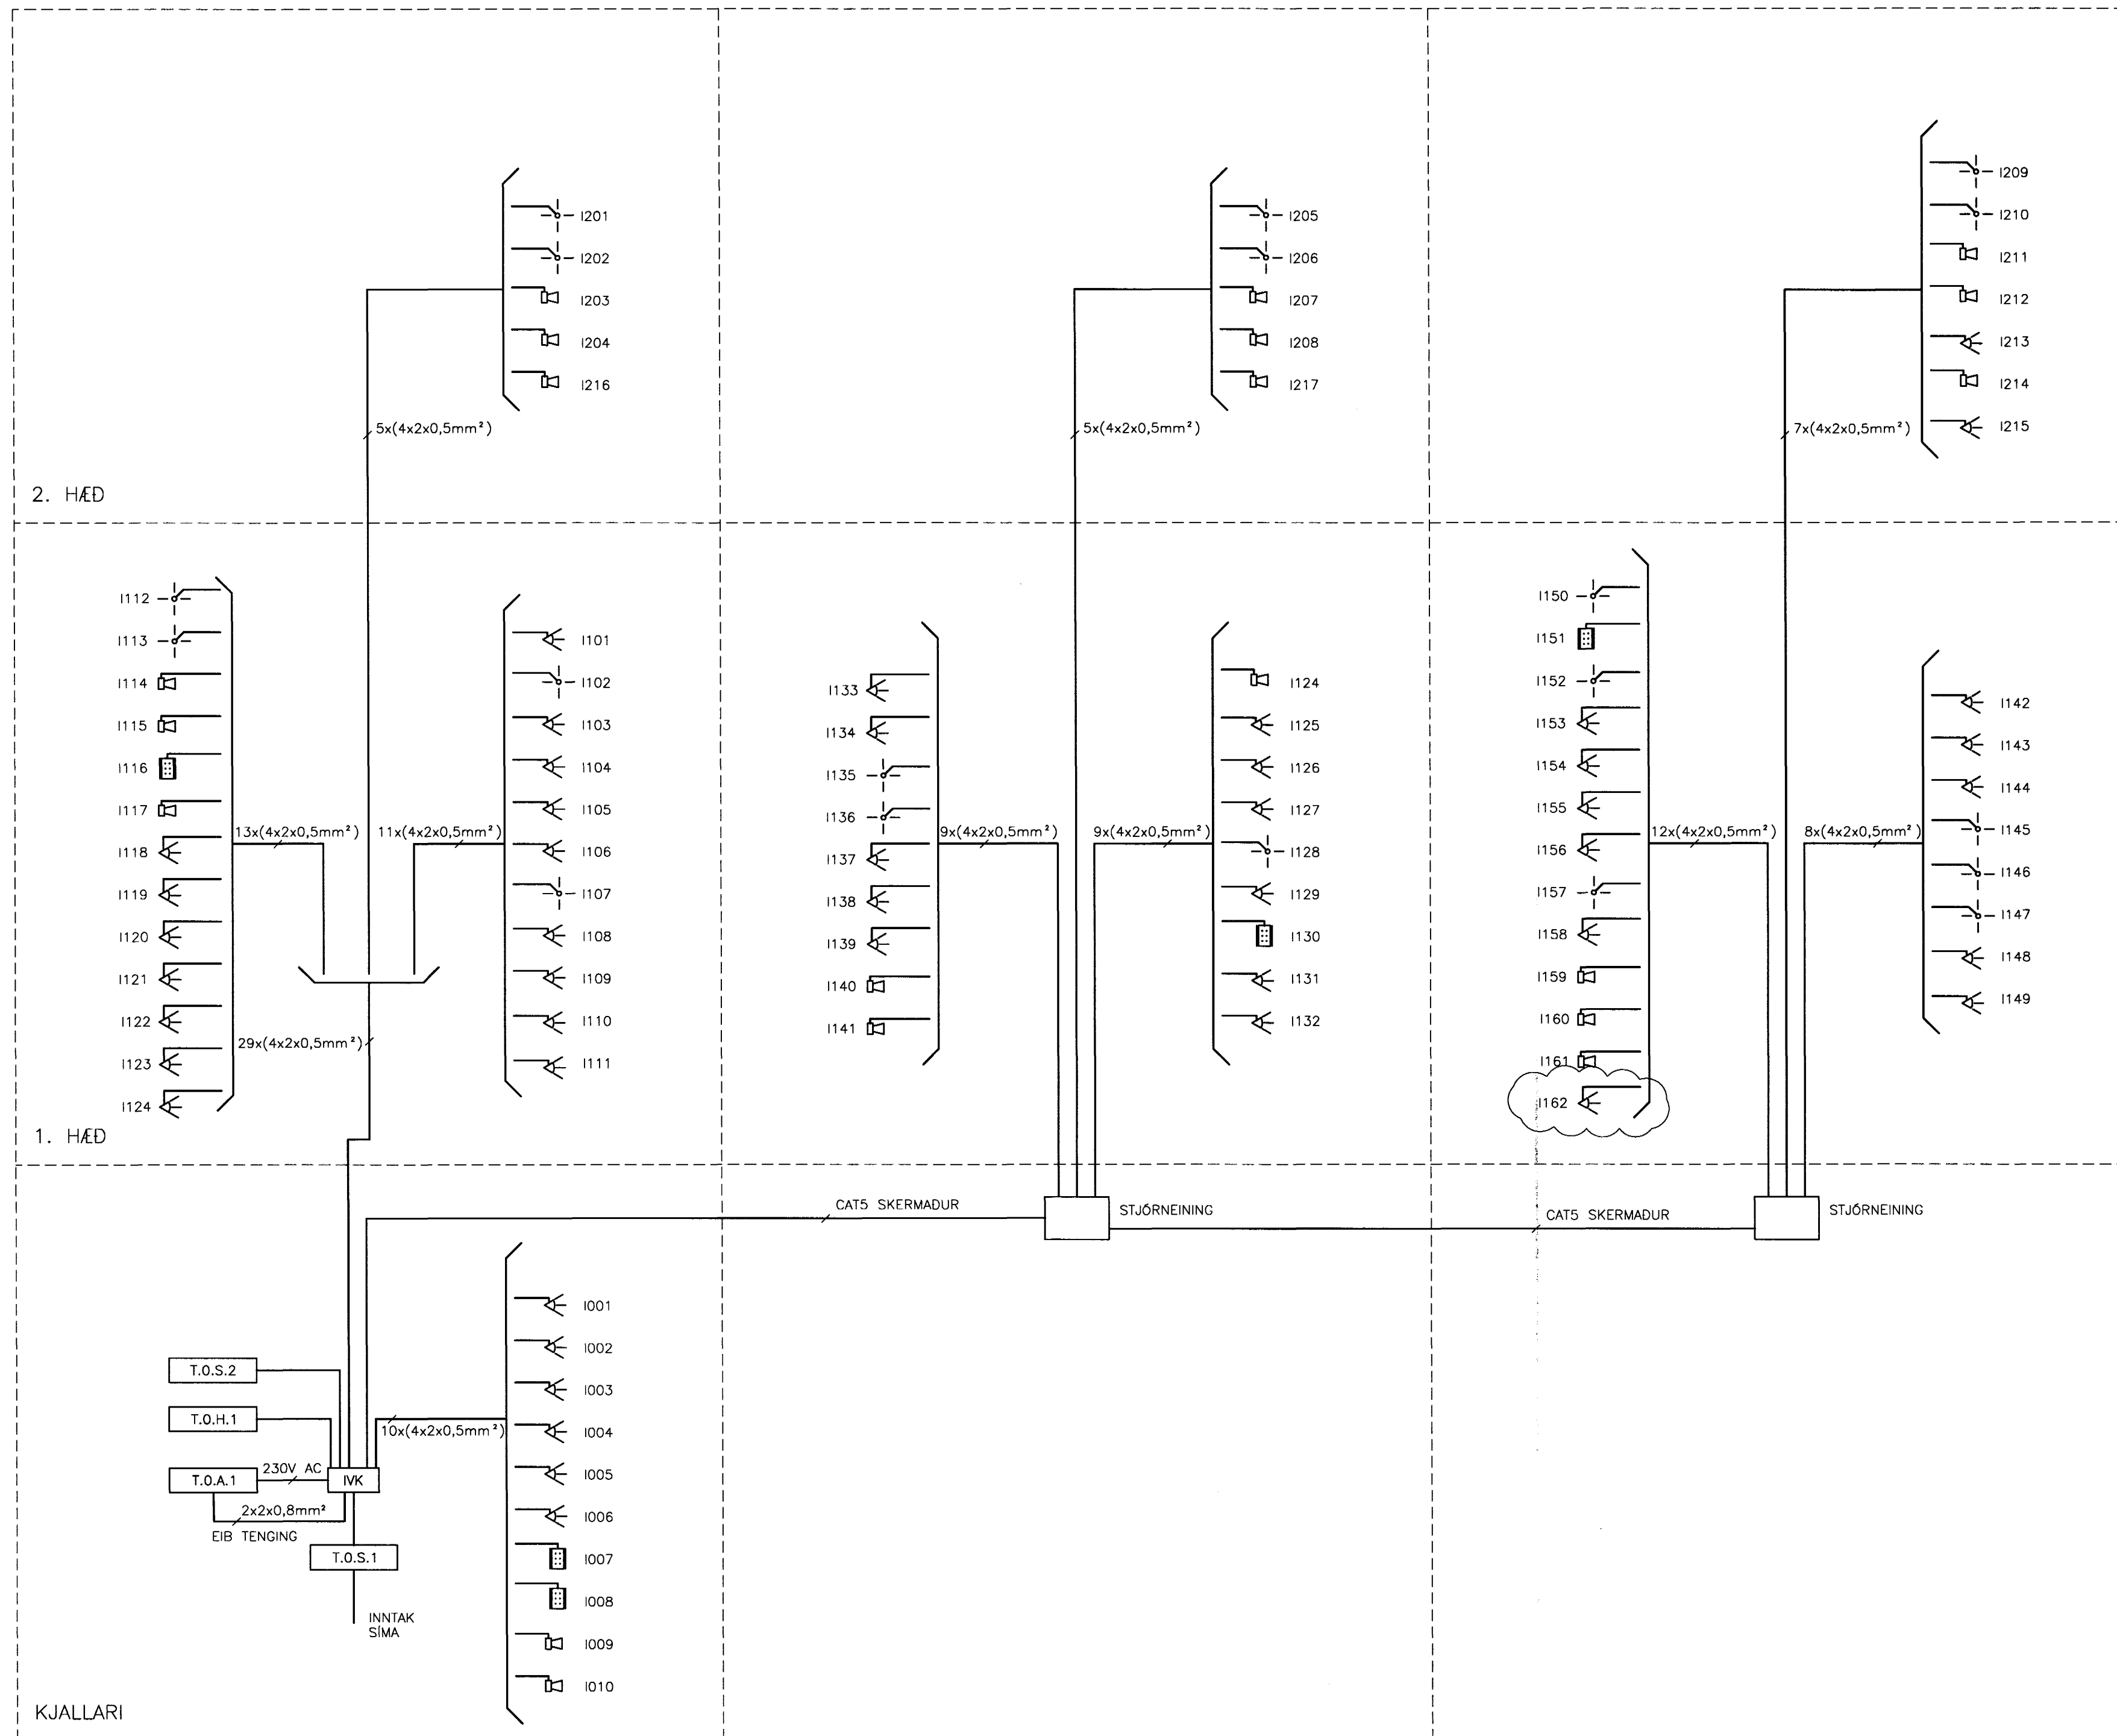 I201
I202
I203
I204
I216
5x(4x2x0,5mm²)
I205
I206
I207
I208
I217
5x(4x2x0,5mm²)
I209
I210
I211
I212
I213
I214
I215
7x(4x2x0,5mm²)
2. HÆÐ
I112
I113
I114
I115
I116
I117
I118
I119
I120
I121
I122
I123
I124
13x(4x2x0,5mm²)
11x(4x2x0,5mm²)
29x(4x2x0,5mm²)
I101
I102
I103
I104
I105
I106
I107
I108
I109
I110
I111
I133
I134
I135
I136
I137
I138
I139
I140
I141
9x(4x2x0,5mm²)
9x(4x2x0,5mm²)
I124
I125
I126
I127
I128
I129
I130
I131
I132
I150
I151
I152
I153
I154
I155
I156
I157
I158
I159
I160
I161
I162
12x(4x2x0,5mm²)
8x(4x2x0,5mm²)
I142
I143
I144
I145
I146
I147
I148
I149
1. HÆÐ
CAT5 SKERMAÐUR
STJÓRNEINING
CAT5 SKERMAÐUR
STJÓRNEINING
T.O.S.2
T.O.H.1
T.O.A.1
230V AC
IVK
2x2x0,8mm²
EIB TENGING
T.O.S.1
INNTAK
SÍMA
10x(4x2x0,5mm²)
I001
I002
I003
I004
I005
I006
I007
I008
I009
I010
KJALLARI